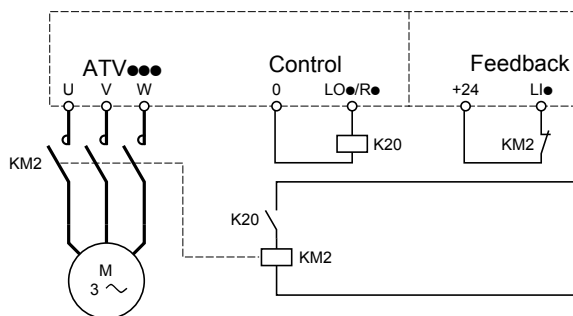 ATV●●● Control Feedback
U V W 0 LO●/R● +24 LI●
KM2 K20 KM2
K20
KM2
M
3 ~